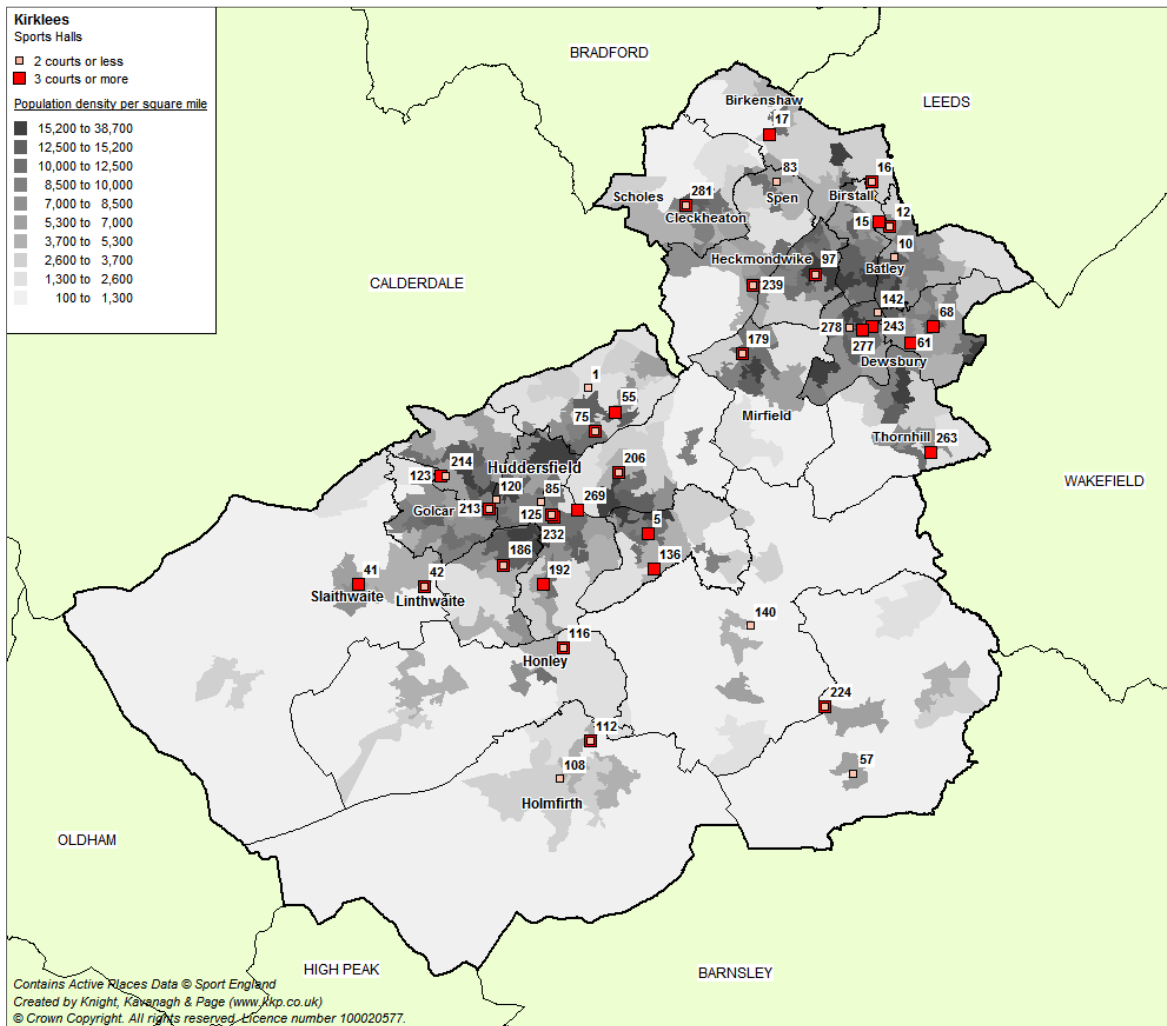 Kirklees
Sports Halls
2 courts or less
3 courts or more
Population density per square mile
15,200 to 38,700
12,500 to 15,200
10,000 to 12,500
8,500 to 10,000
7,000 to 8,500
5,300 to 7,000
3,700 to 5,300
2,600 to 3,700
1,300 to 2,600
100 to 1,300
BRADFORD
LEEDS
Birkenshaw
17
83
16
Scholes
281
Spen
Birstall
Cleckheaton
15
12
10
Heckmondwike
97
Batley
CALDERDALE
239
142
68
278
243
179
277
61
Dewsbury
1
55
75
Mirfield
Thornhill
263
Huddersfield
206
214
123
WAKEFIELD
120
85
269
Golcar
213
125
232
5
186
136
41
42
192
Slaithwaite
Linthwaite
140
116
Honley
224
112
108
57
Holmfirth
OLDHAM
HIGH PEAK
BARNSLEY
Contains Active Places Data © Sport England
Created by Knight, Kavanagh & Page (www.kkp.co.uk)
© Crown Copyright. All rights reserved. Licence number 100020577.